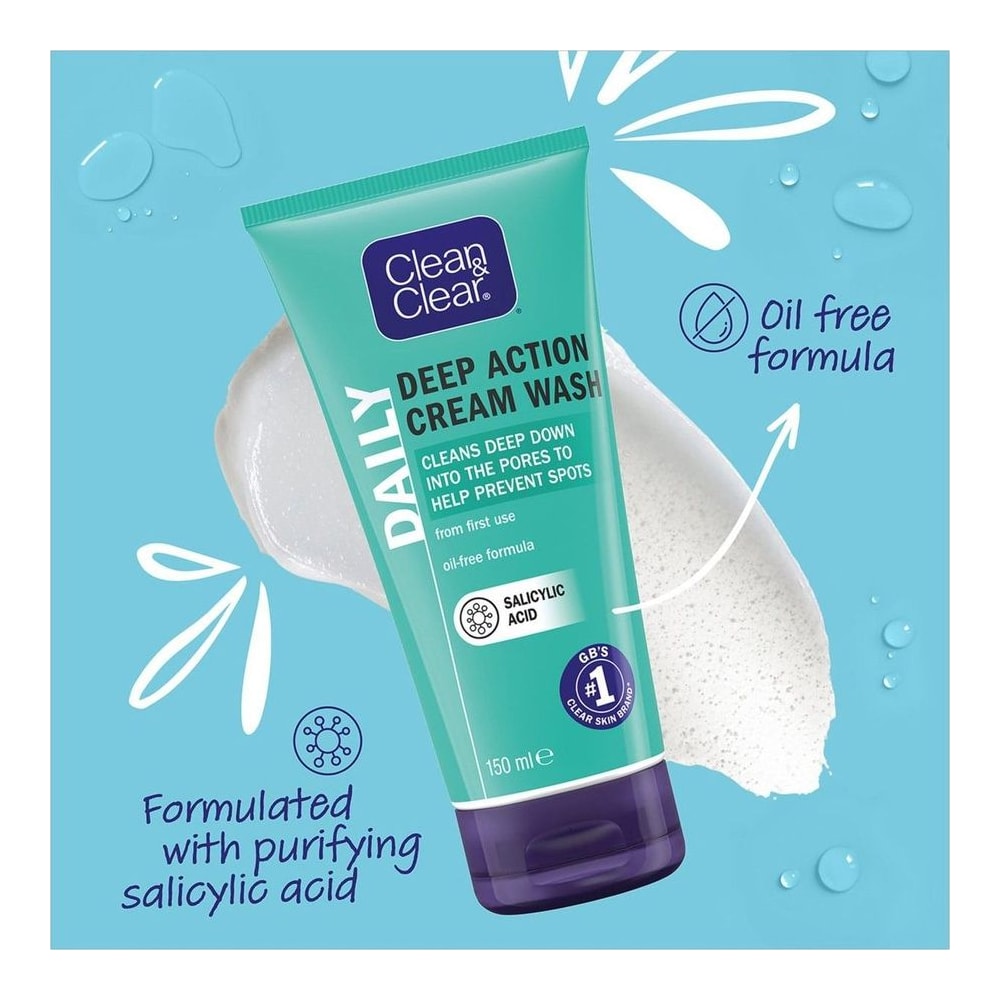 Clean &
Clear®
DAILY
DEEP ACTION
CREAM WASH
CLEANS DEEP DOWN
INTO THE PORES TO
HELP PREVENT SPOTS
from first use
oil-free formula
SALICYLIC
ACID
GB'S
#1
CLEAR SKIN BRAND+
150 ml e
Oil free
formula
Formulated
with purifying
salicylic acid